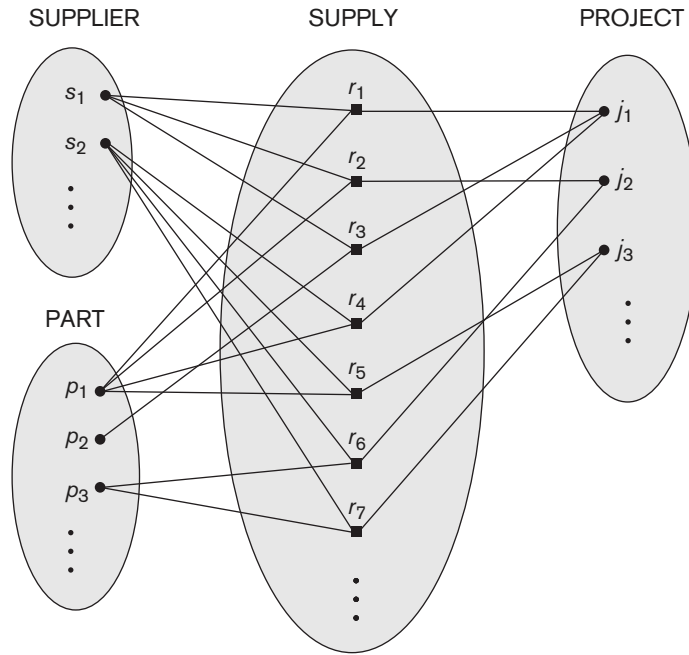 SUPPLIER
s1
s2
PART
p1
p2
p3
SUPPLY
r1
r2
r3
r4
r5
r6
r7
PROJECT
j1
j2
j3